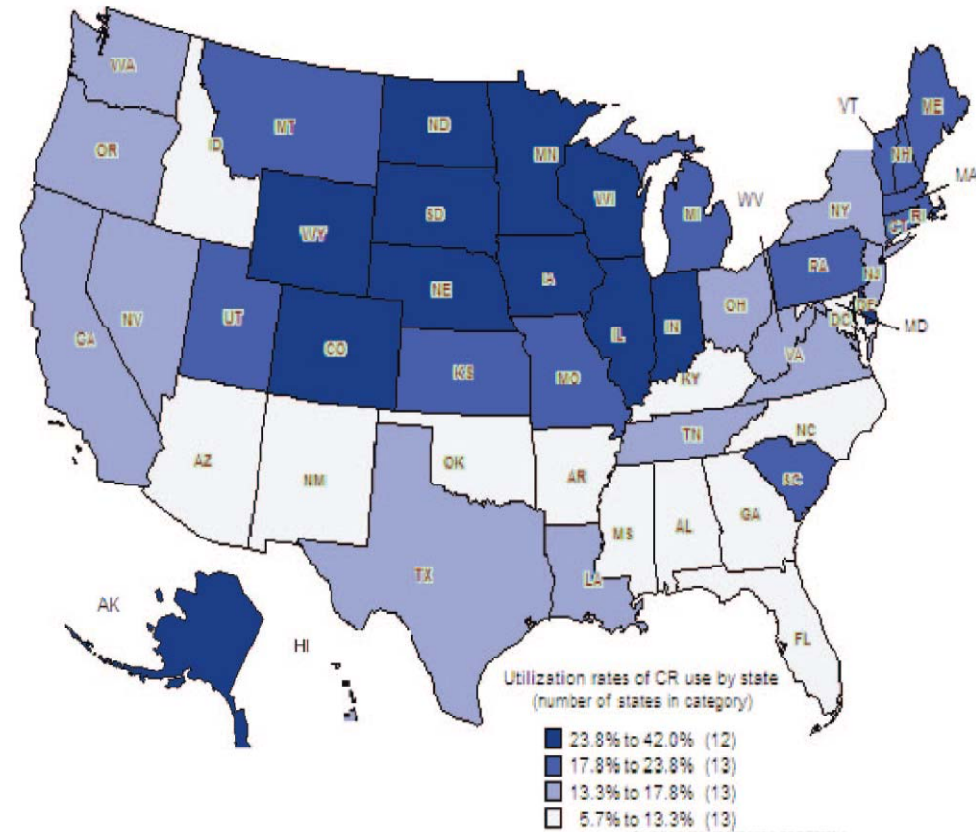 WA
MT
ND
MN
VT
ME
OR
ID
WY
SD
WI
MI
WV
NY
NH
MA
CT
RI
NV
UT
NE
IA
PA
NJ
CA
CO
KS
MO
IL
IN
OH
DE
DC
MD
VA
KY
AZ
NM
OK
AR
TN
NC
SC
MS
AL
GA
TX
LA
FL
AK
HI
Utilization rates of CR use by state
(number of states in category)
23.8% to 42.0% (12)
17.8% to 23.8% (13)
13.3% to 17.8% (13)
5.7% to 13.3% (13)